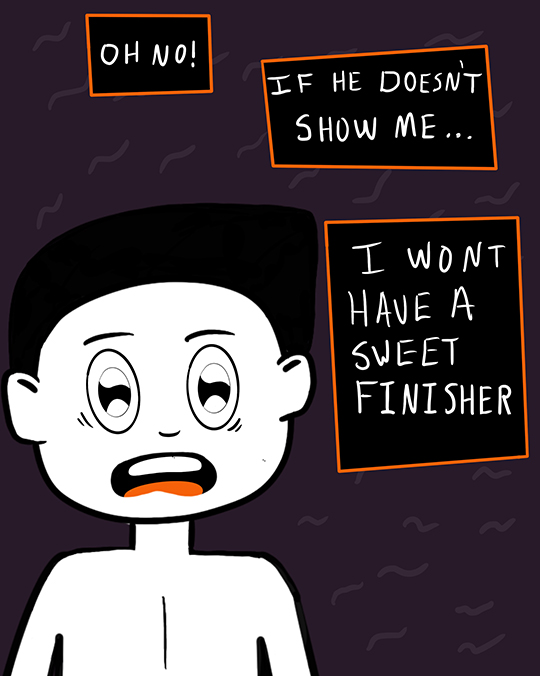 OH NO!
IF HE DOESN'T
SHOW ME...
I WONT
HAVE A
SWEET
FINISHER